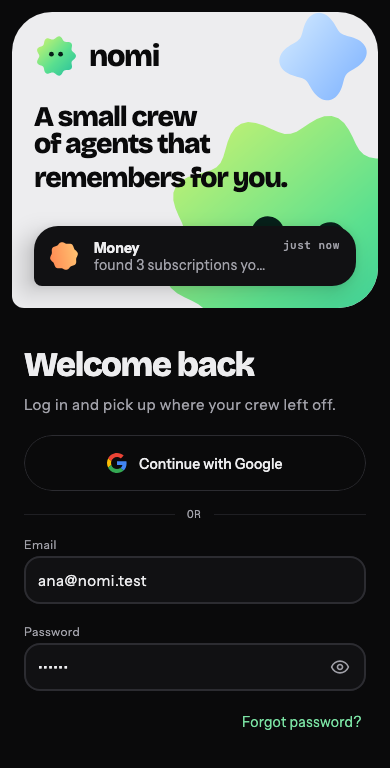 nomi
A small crew
of agents that
remembers for you.
Money
just now
found 3 subscriptions yo…
Welcome back
Log in and pick up where your crew left off.
Continue with Google
OR
Email
ana@nomi.test
Password
••••••
Forgot password?